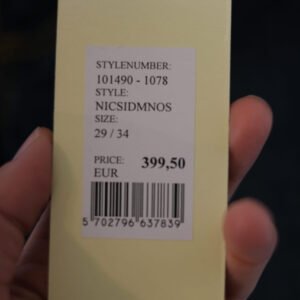 STYLENUMBER:
101490 - 1078
STYLE:
NICSIDMNOS
SIZE:
29 / 34
PRICE: 399,50
EUR
5 702796 637839